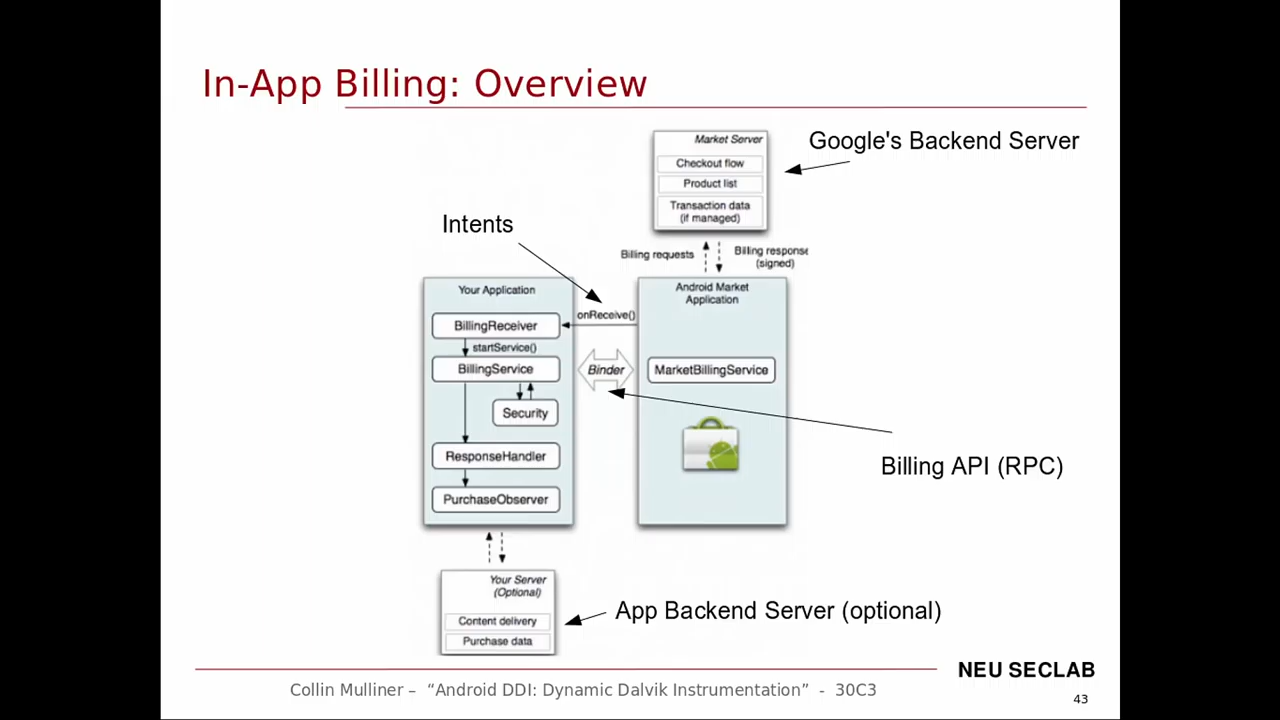 In-App Billing: Overview
Market Server
Checkout flow
Product list
Transaction data
(if managed)
Google's Backend Server
Intents
Billing requests
Billing response
(signed)
Your Application
BillingReceiver
startService()
BillingService
Security
ResponseHandler
PurchaseObserver
onReceive()
Binder
Android Market
Application
MarketBillingService
Billing API (RPC)
Your Server
(Optional)
Content delivery
Purchase data
App Backend Server (optional)
NEU SECLAB
Collin Mulliner – “Android DDI: Dynamic Dalvik Instrumentation” - 30C3
43